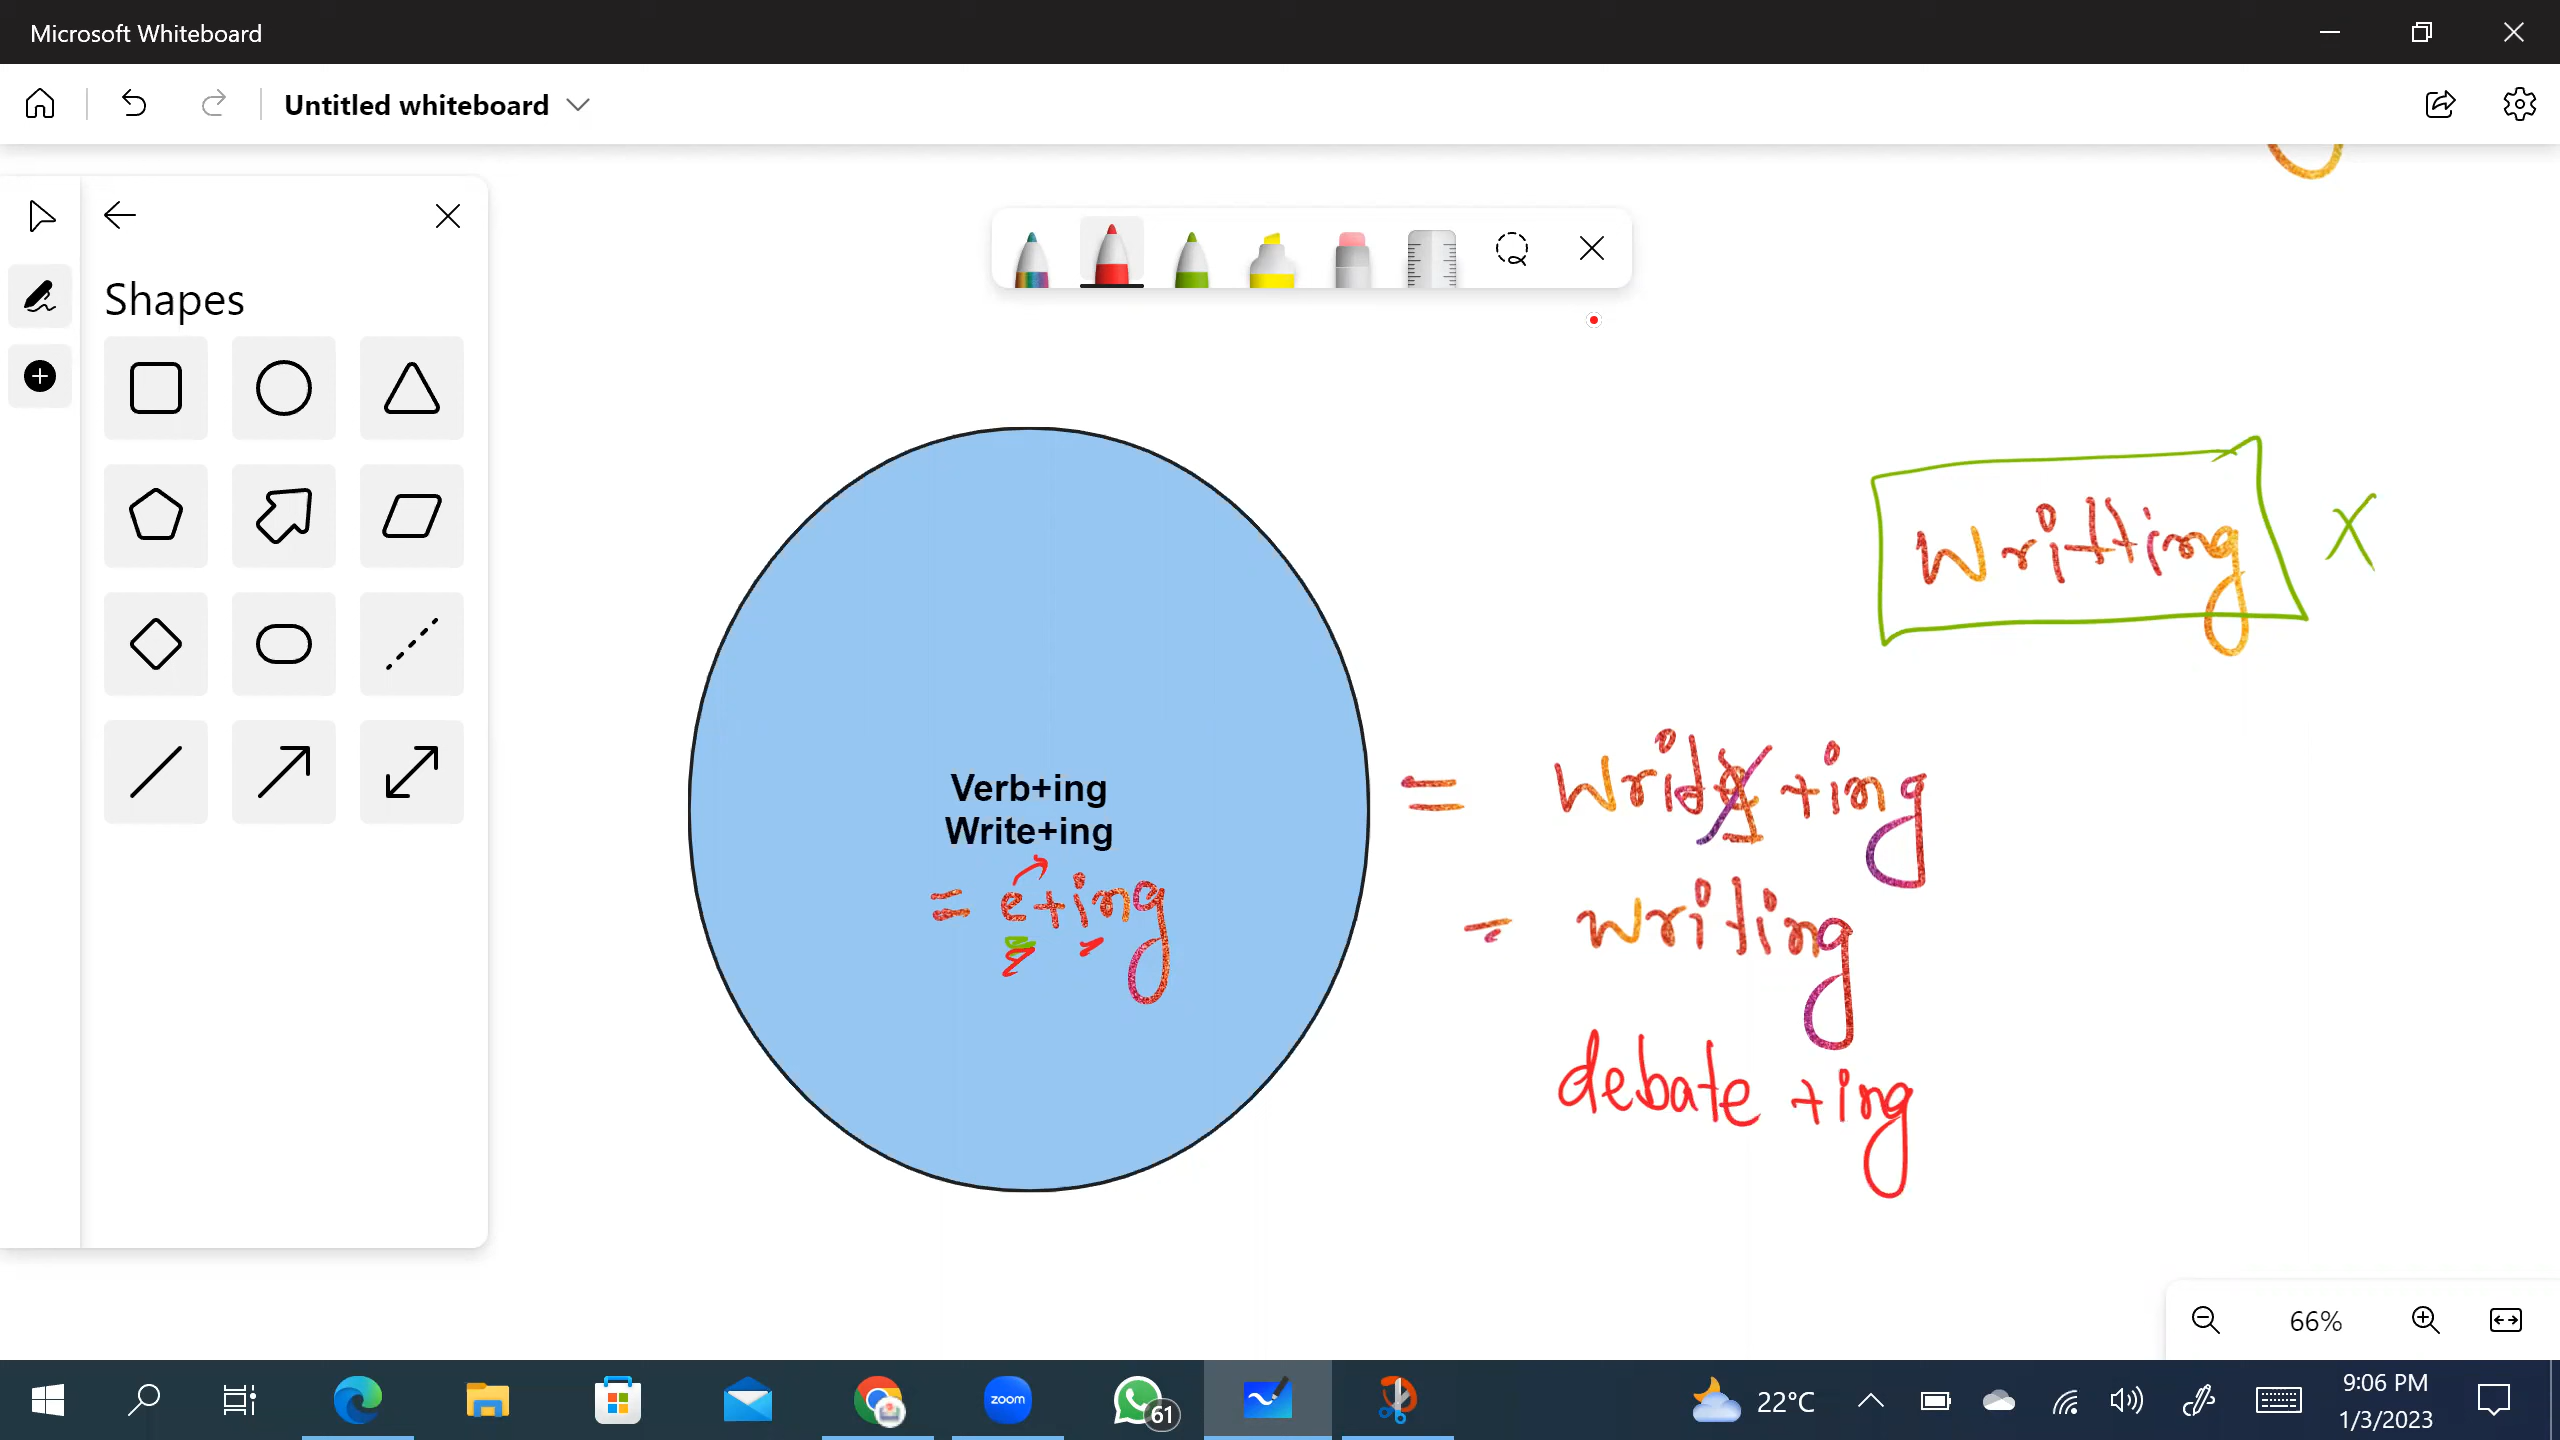 Microsoft Whiteboard
Untitled whiteboard
Shapes
Writting X
Verb+ing
Write+ing
= e+ing
= Write+ing
= writing
debate +ing
66%
zoom
61
22°C
9:06 PM
1/3/2023